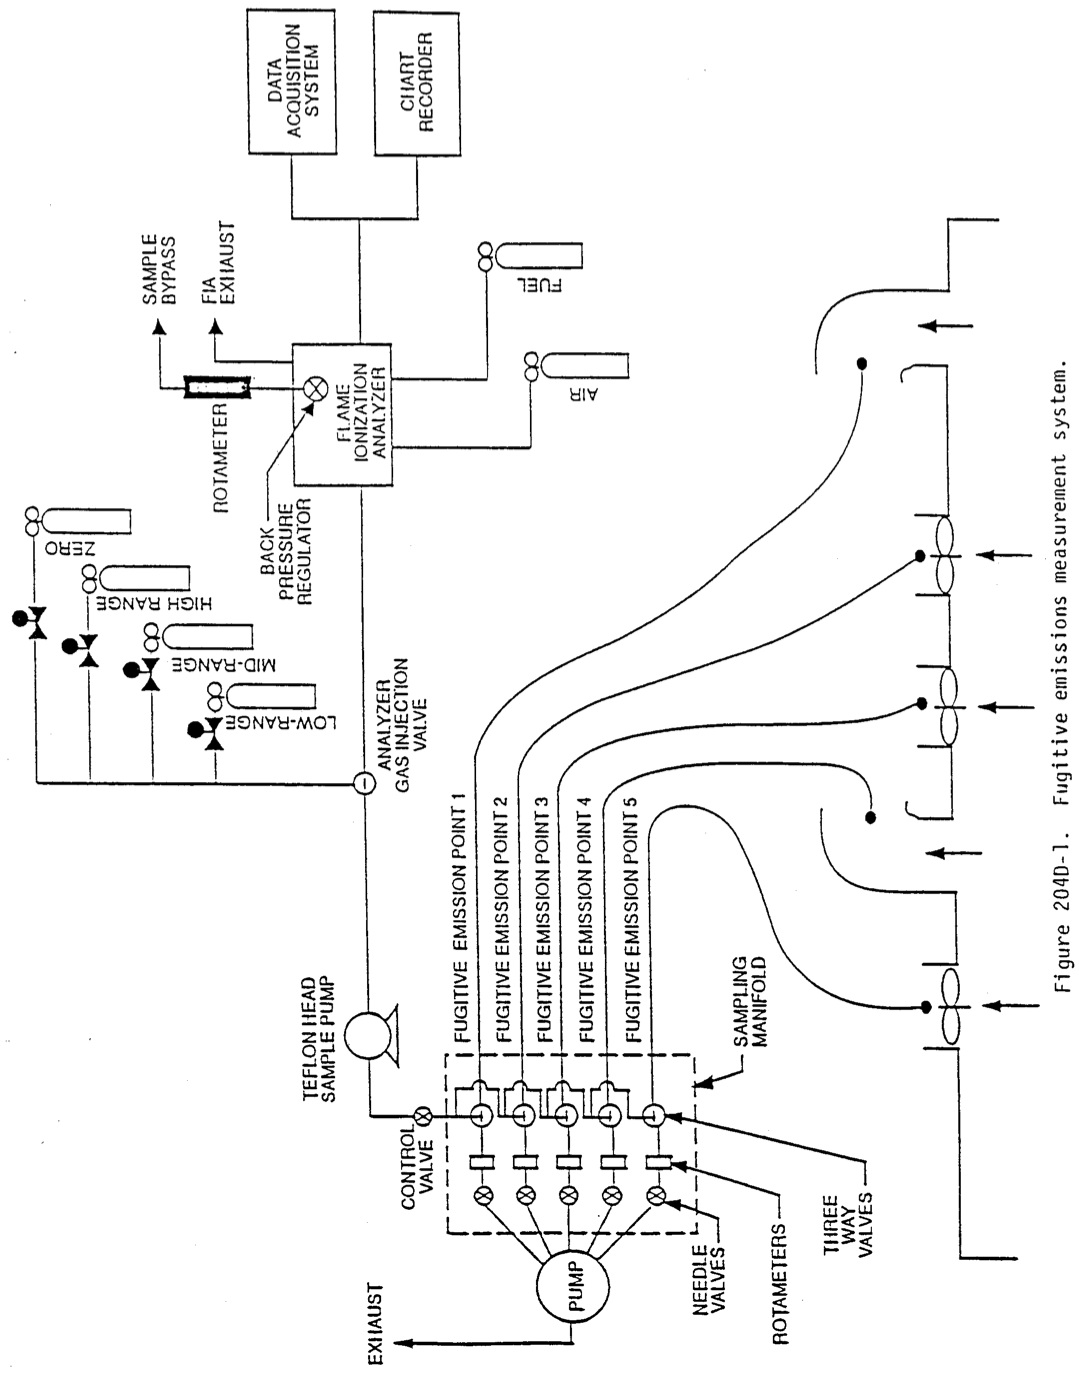 DATA
ACQUISITION
SYSTEM
CHART
RECORDER
SAMPLE
BYPASS
FIA
EXHAUST
ROTAMETER
FLAME
IONIZATION
ANALYZER
BACK
PRESSURE
REGULATOR
FUEL
AIR
ZERO
HIGH RANGE
MID-RANGE
LOW-RANGE
ANALYZER
GAS INJECTION
VALVE
TEFLON HEAD
SAMPLE PUMP
CONTROL
VALVE
FUGITIVE EMISSION POINT 1
FUGITIVE EMISSION POINT 2
FUGITIVE EMISSION POINT 3
FUGITIVE EMISSION POINT 4
FUGITIVE EMISSION POINT 5
SAMPLING
MANIFOLD
EXHAUST
PUMP
NEEDLE
VALVES
ROTAMETERS
THREE
WAY
VALVES
Figure 204D-1. Fugitive emissions measurement system.